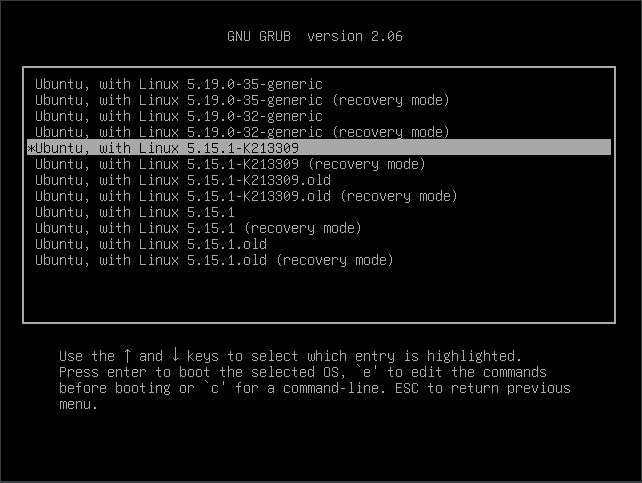 GNU GRUB  version 2.06
Ubuntu, with Linux 5.19.0-35-generic
Ubuntu, with Linux 5.19.0-35-generic (recovery mode)
Ubuntu, with Linux 5.19.0-32-generic
Ubuntu, with Linux 5.19.0-32-generic (recovery mode)
*Ubuntu, with Linux 5.15.1-K213309
Ubuntu, with Linux 5.15.1-K213309 (recovery mode)
Ubuntu, with Linux 5.15.1-K213309.old
Ubuntu, with Linux 5.15.1-K213309.old (recovery mode)
Ubuntu, with Linux 5.15.1
Ubuntu, with Linux 5.15.1 (recovery mode)
Ubuntu, with Linux 5.15.1.old
Ubuntu, with Linux 5.15.1.old (recovery mode)
Use the ↑ and ↓ keys to select which entry is highlighted.
Press enter to boot the selected OS, `e' to edit the commands
before booting or `c' for a command-line. ESC to return previous
menu.